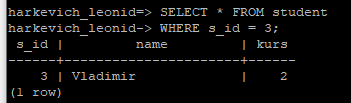 harkevich_leonid=> SELECT * FROM student
harkevich_leonid-> WHERE s_id = 3;
 s_id |         name         | kurs
------+----------------------+------
    3 | Vladimir             |    2
(1 row)